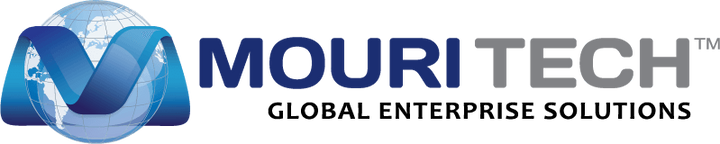 MOURI TECH™
GLOBAL ENTERPRISE SOLUTIONS